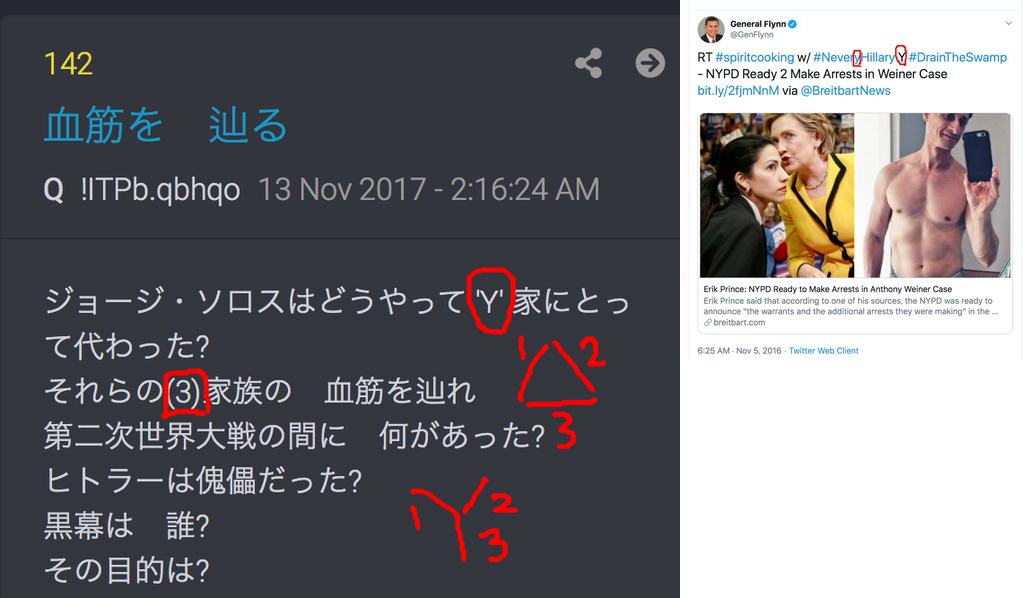 142
血筋を　辿る
Q !ITPb.qbhqo 13 Nov 2017 - 2:16:24 AM
ジョージ・ソロスはどうやって 'Y' 家にとっ
て代わった?
それらの(3)家族の　血筋を辿れ
第二次世界大戦の間に　何があった?
ヒトラーは傀儡だった?
黒幕は　誰?
その目的は?
1 2
3
1 2
3
General Flynn
@GenFlynn
RT #spiritcooking w/ #NeveryHillaryY #DrainTheSwamp
- NYPD Ready 2 Make Arrests in Weiner Case
bit.ly/2fjmNnM via @BreitbartNews
Erik Prince: NYPD Ready to Make Arrests in Anthony Weiner Case
Erik Prince said that according to one of his sources, the NYPD was ready to
announce "the warrants and the additional arrests they were making" in the ...
breitbart.com
6:25 AM · Nov 5, 2016 · Twitter Web Client